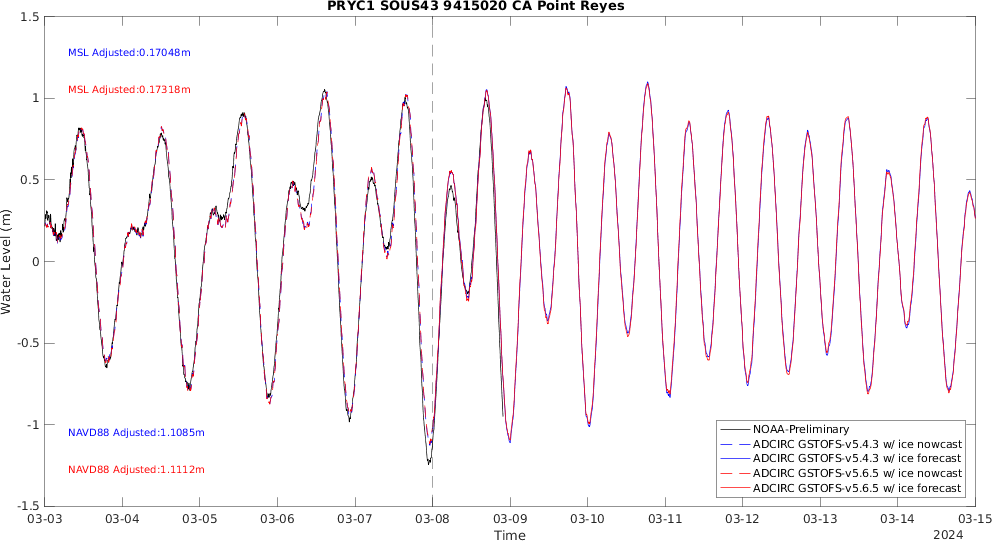 PRYC1 SOUS43 9415020 CA Point Reyes
1.5
1
0.5
0
-0.5
-1
-1.5
Water Level (m)
MSL Adjusted:0.17048m
MSL Adjusted:0.17318m
NAVD88 Adjusted:1.1085m
NAVD88 Adjusted:1.1112m
NOAA-Preliminary
ADCIRC GSTOFS-v5.4.3 w/ ice nowcast
ADCIRC GSTOFS-v5.4.3 w/ ice forecast
ADCIRC GSTOFS-v5.6.5 w/ ice nowcast
ADCIRC GSTOFS-v5.6.5 w/ ice forecast
03-03 03-04 03-05 03-06 03-07 03-08 03-09 03-10 03-11 03-12 03-13 03-14 03-15
Time
2024